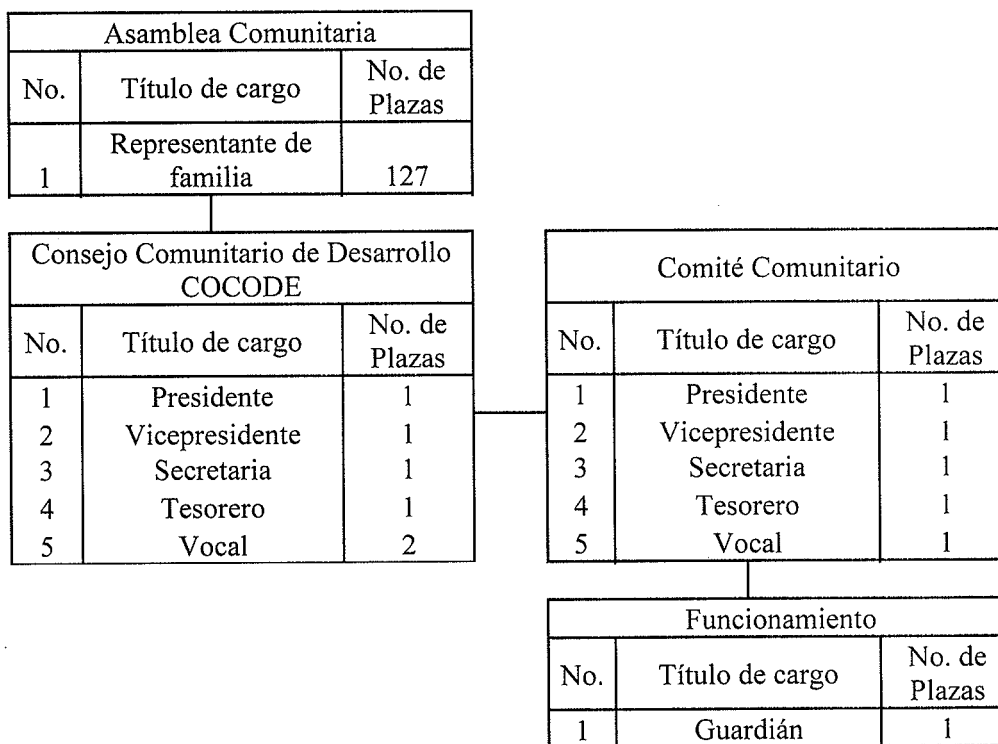 Asamblea Comunitaria
No. Título de cargo No. de Plazas
1 Representante de familia 127
Consejo Comunitario de Desarrollo
COCODE
No. Título de cargo No. de Plazas
1 Presidente 1
2 Vicepresidente 1
3 Secretaria 1
4 Tesorero 1
5 Vocal 2
Comité Comunitario
No. Título de cargo No. de Plazas
1 Presidente 1
2 Vicepresidente 1
3 Secretaria 1
4 Tesorero 1
5 Vocal 1
Funcionamiento
No. Título de cargo No. de Plazas
1 Guardián 1